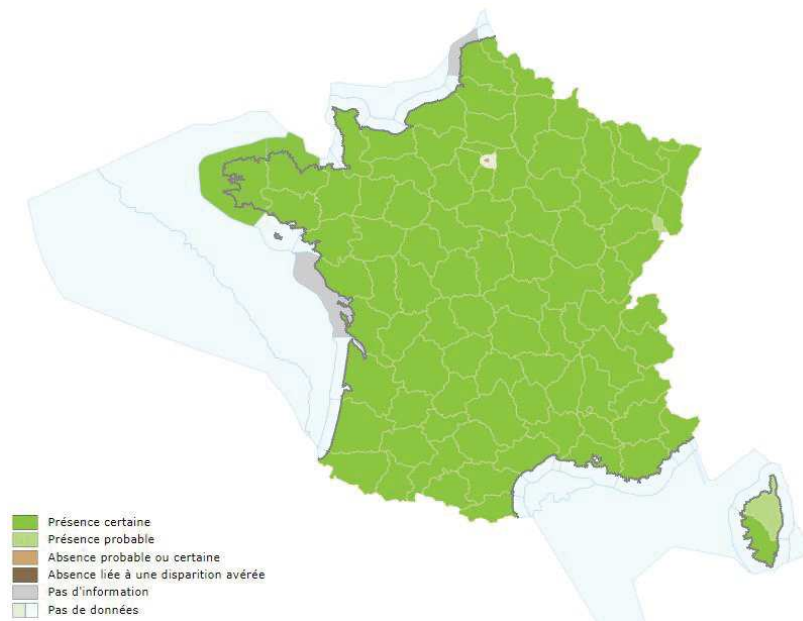 Présence certaine
Présence probable
Absence probable ou certaine
Absence liée à une disparition avérée
Pas d'information
Pas de données